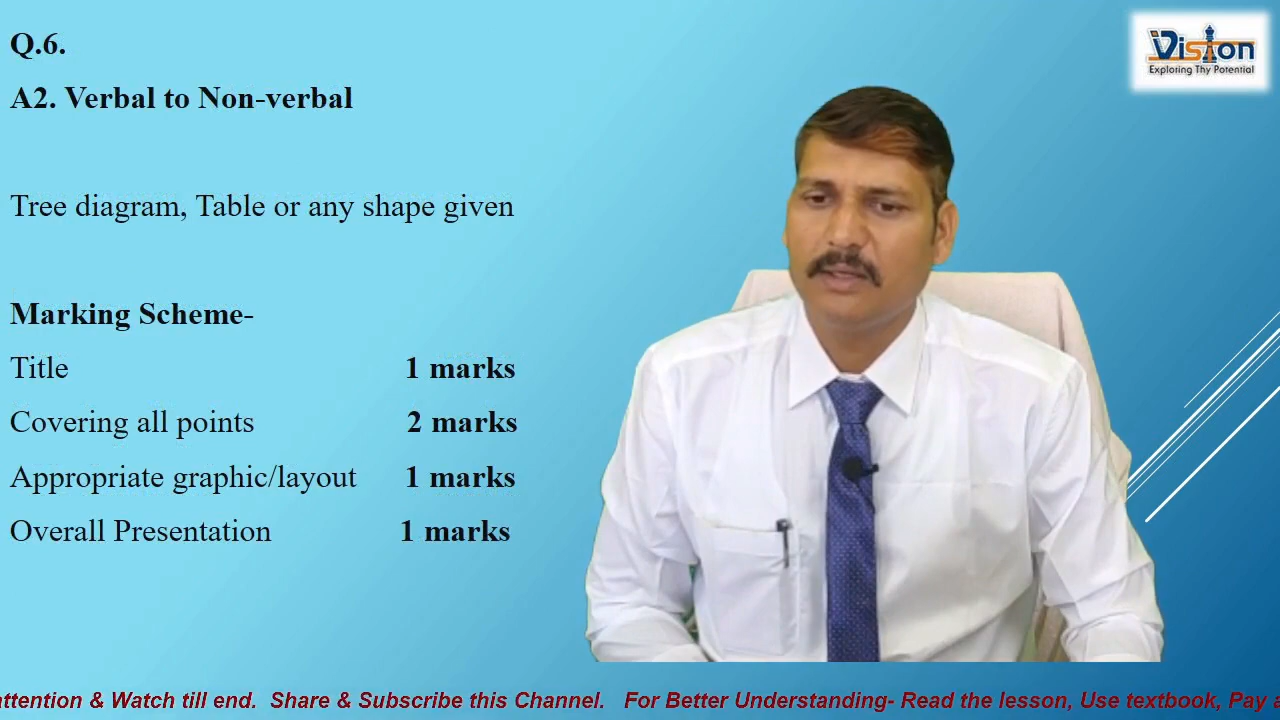 Q.6.
A2. Verbal to Non-verbal
Tree diagram, Table or any shape given
Marking Scheme-
Title 1 marks
Covering all points 2 marks
Appropriate graphic/layout 1 marks
Overall Presentation 1 marks
Vision
Exploring Thy Potential
attention & Watch till end. Share & Subscribe this Channel. For Better Understanding- Read the lesson, Use textbook, Pay a